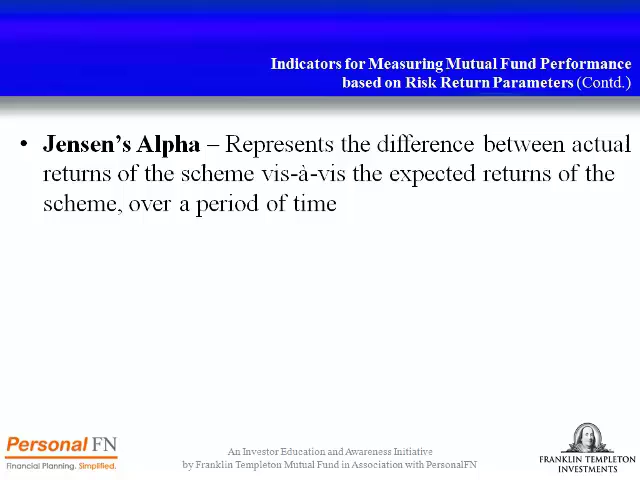 Indicators for Measuring Mutual Fund Performance
based on Risk Return Parameters (Contd.)
• Jensen's Alpha – Represents the difference between actual
returns of the scheme vis-à-vis the expected returns of the
scheme, over a period of time
Personal FN
Financial Planning. Simplified.
An Investor Education and Awareness Initiative
by Franklin Templeton Mutual Fund in Association with PersonalFN
FRANKLIN TEMPLETON
INVESTMENTS